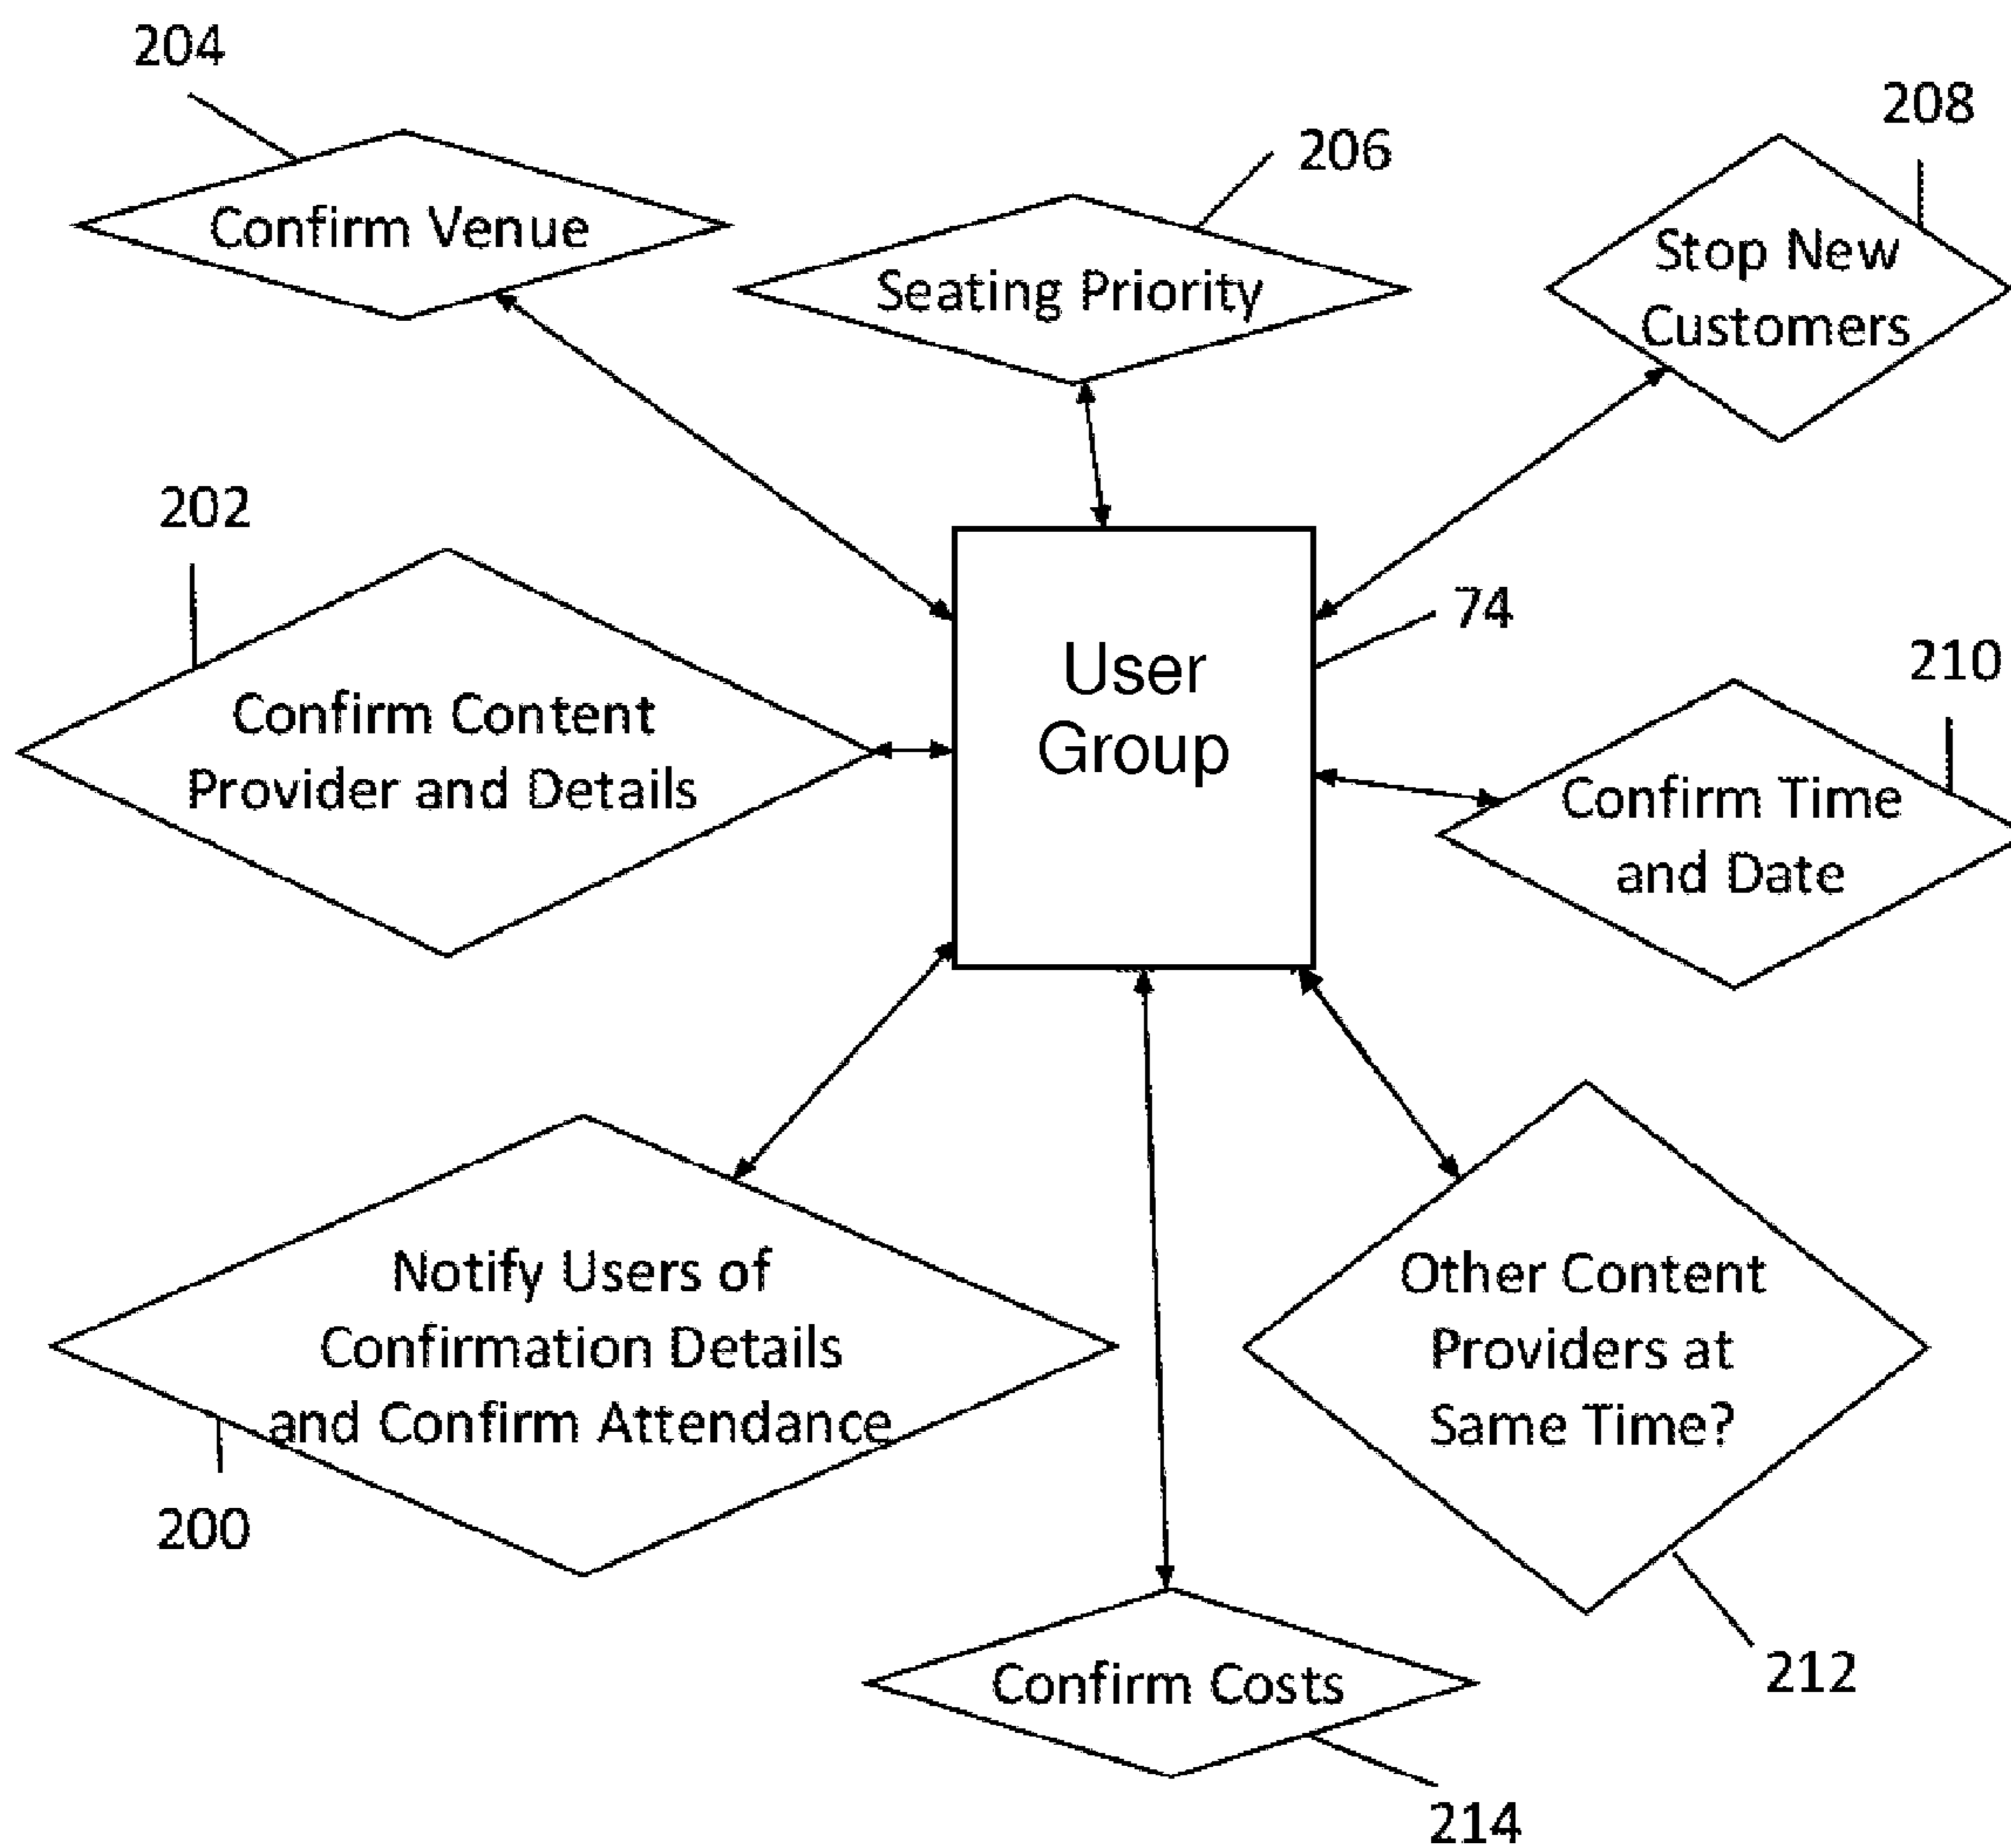 204
208
206
Confirm Venue
Seating Priority
Stop New
Customers
202
74
User
Group
210
Confirm Content
Provider and Details
Confirm Time
and Date
Notify Users of
Confirmation Details
and Confirm Attendance
Other Content
Providers at
Same Time?
200
Confirm Costs
212
214